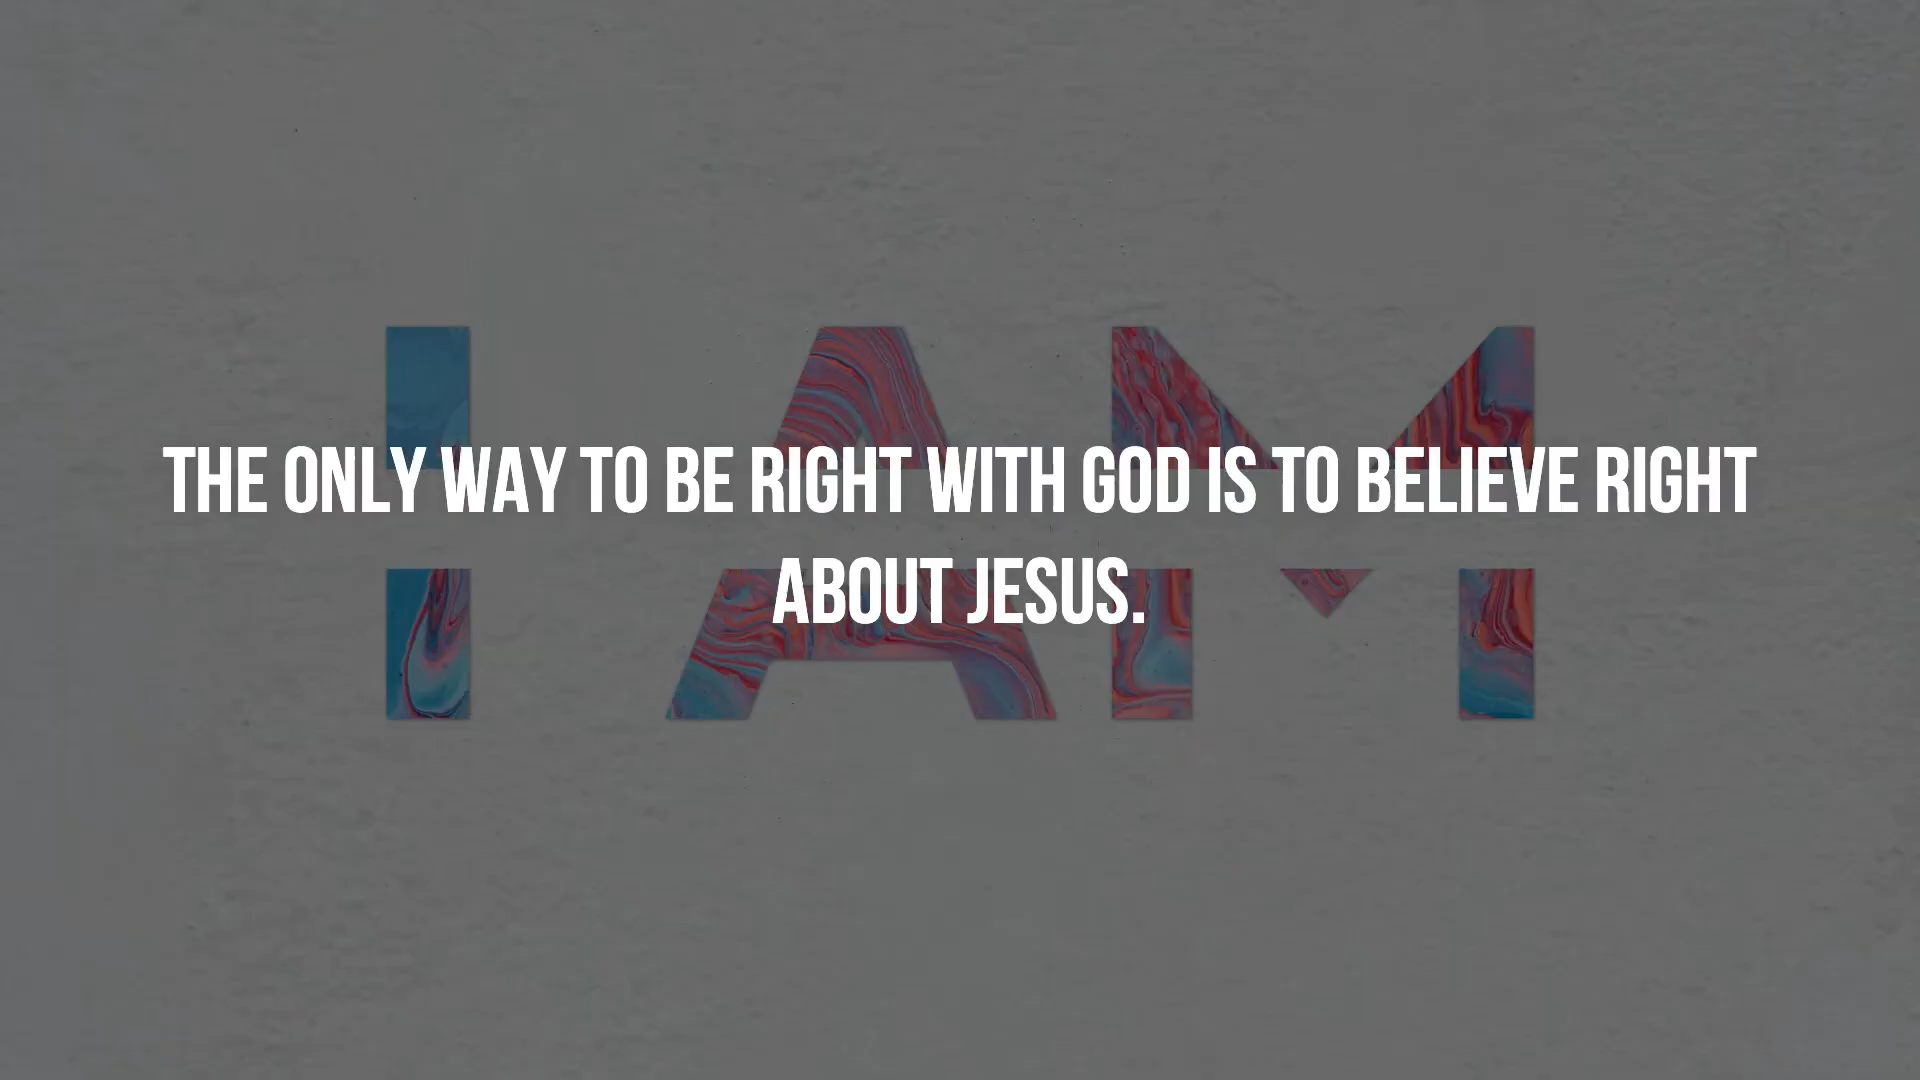 I AM
THE ONLY WAY TO BE RIGHT WITH GOD IS TO BELIEVE RIGHT
ABOUT JESUS.